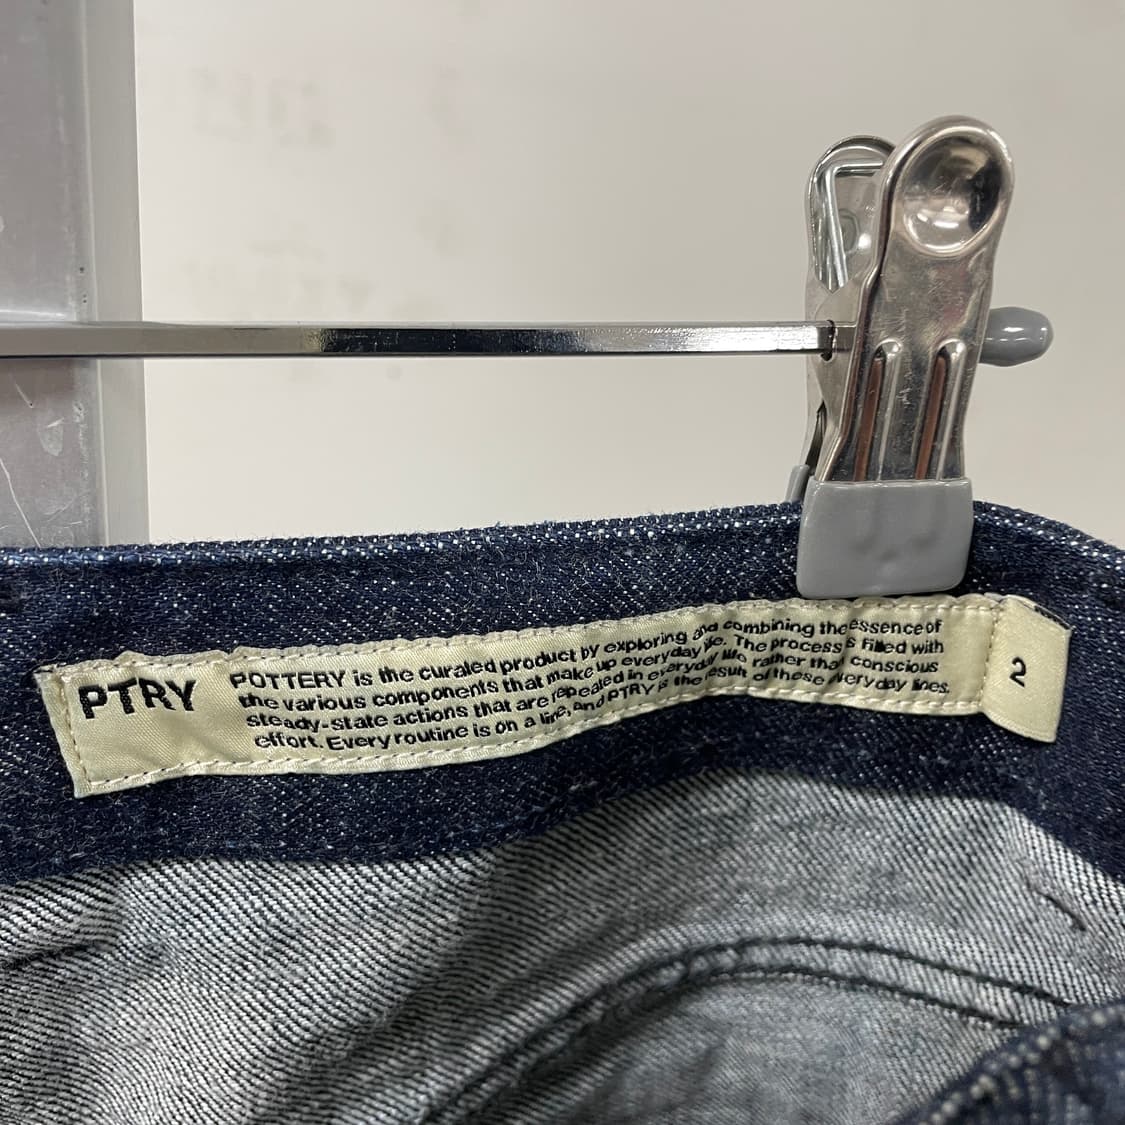 PTRY
POTTERY is the curated product by exploring and combining the essence of
the various components that make up everyday life. The process is filled with
steady-state actions that are repealed in everyday life rather than conscious
effort. Every routine is on a line, and PTRY is the result of these everyday lines.
2